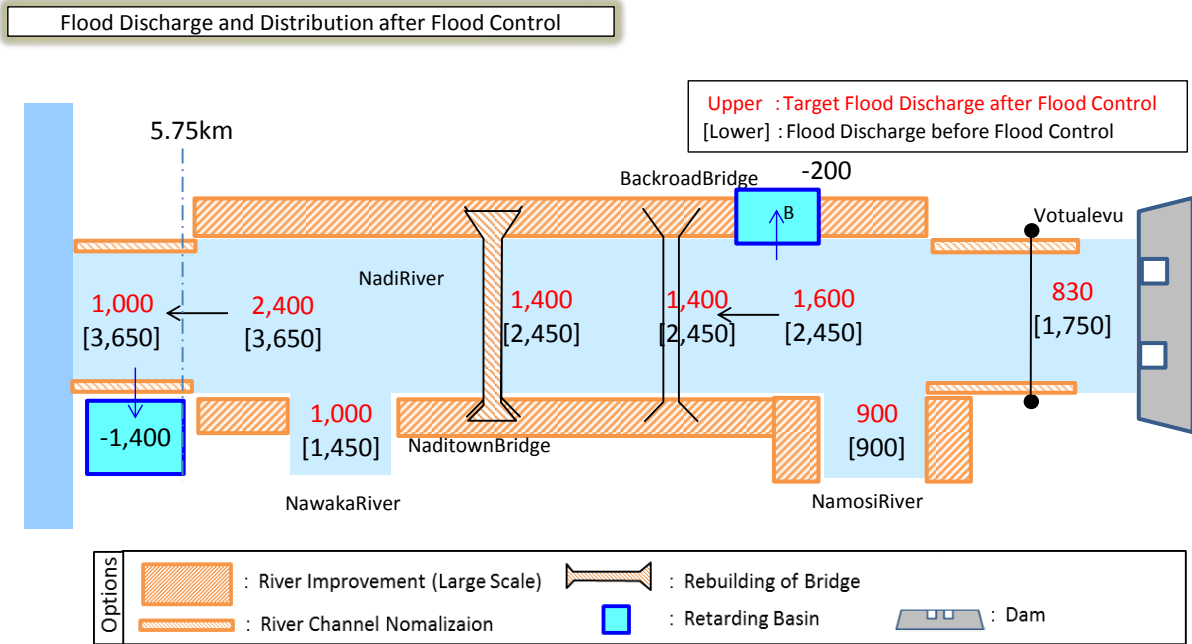 Flood Discharge and Distribution after Flood Control
Upper : Target Flood Discharge after Flood Control
[Lower] : Flood Discharge before Flood Control
5.75km
BackroadBridge
-200
B
Votualevu
NadiRiver
1,000
[3,650]
2,400
[3,650]
1,400
[2,450]
1,400
[2,450]
1,600
[2,450]
830
[1,750]
-1,400
1,000
[1,450]
NaditownBridge
900
[900]
NawakaRiver
NamosiRiver
Options
: River Improvement (Large Scale)
: Rebuilding of Bridge
: River Channel Nomalizaion
: Retarding Basin
: Dam